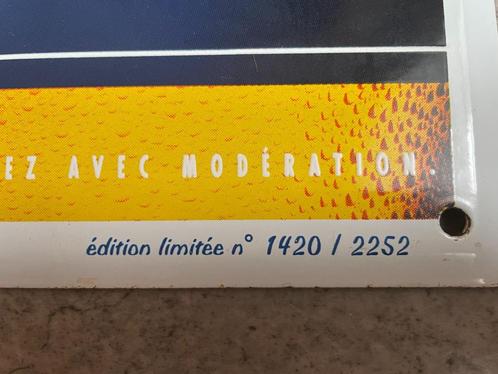 EZ AVEC MODÉRATION.
édition limitée n° 1420 / 2252